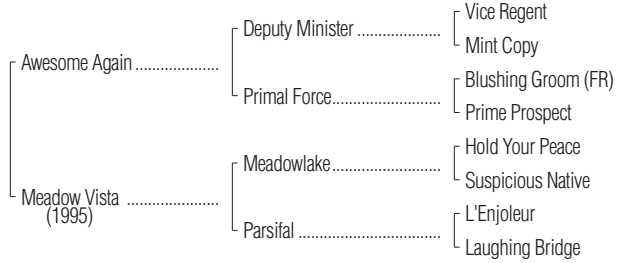 Vice Regent
Deputy Minister ....................
Mint Copy
Awesome Again ....................
Blushing Groom (FR)
Primal Force..........................
Prime Prospect
Hold Your Peace
Meadowlake..........................
Suspicious Native
Meadow Vista ......................
(1995)
L'Enjoleur
Parsifal ..................................
Laughing Bridge